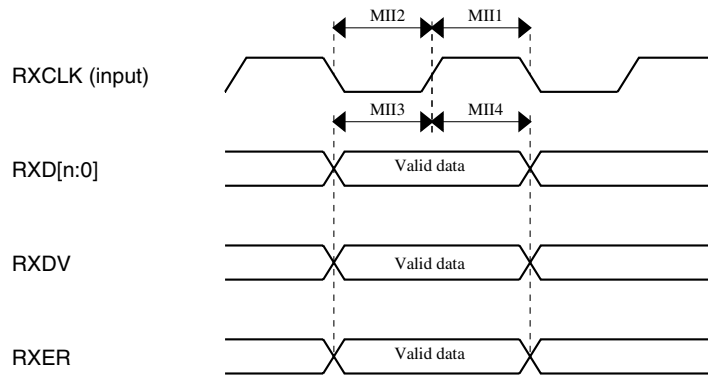 MII2 MII1
RXCLK (input)
MII3 MII4
RXD[n:0] Valid data
RXDV Valid data
RXER Valid data